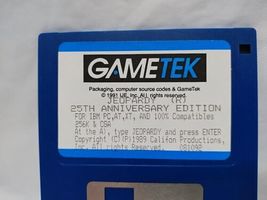 GAMETEK
Packaging, computer source codes & GameTek
© 1991 IJE, Inc. All rights reserved.
JEOPARDY (R)
25TH ANNIVERSARY EDITION
FOR IBM PC,AT,XT, AND 100% Compatibles
256K & CGA
At the A), type JEOPARDY and press ENTER
Copyright (C)(P)1989 Califon Productions,
Inc. All Rights Reserved